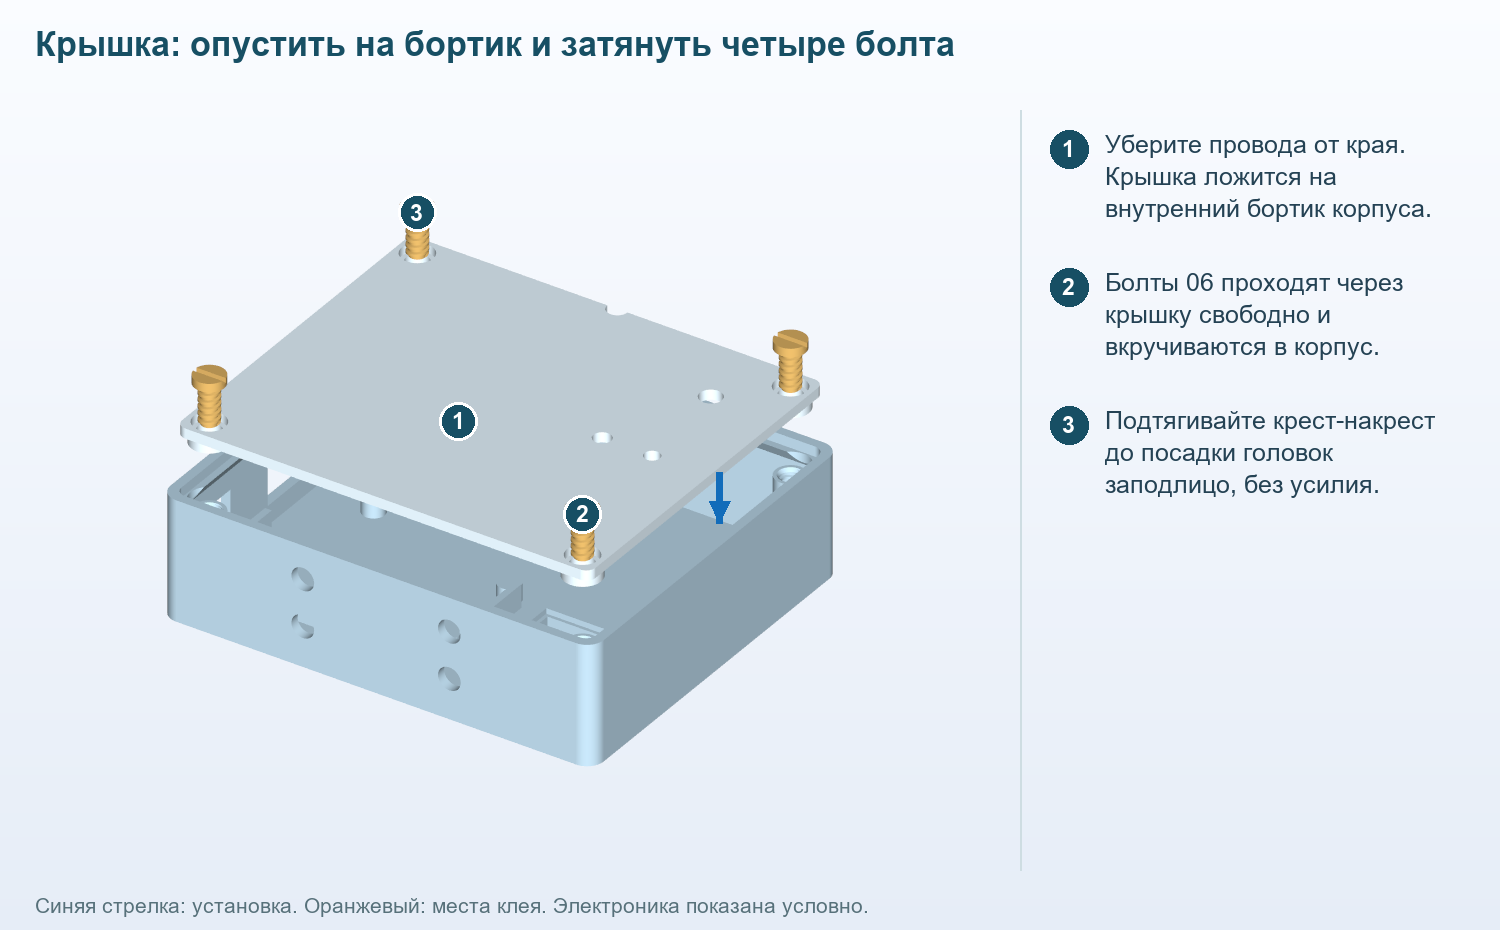 Крышка: опустить на бортик и затянуть четыре болта
3
1
2
1
Уберите провода от края.
Крышка ложится на
внутренний бортик корпуса.
2
Болты 06 проходят через
крышку свободно и
вкручиваются в корпус.
3
Подтягивайте крест-накрест
до посадки головок
заподлицо, без усилия.
Синяя стрелка: установка. Оранжевый: места клея. Электроника показана условно.